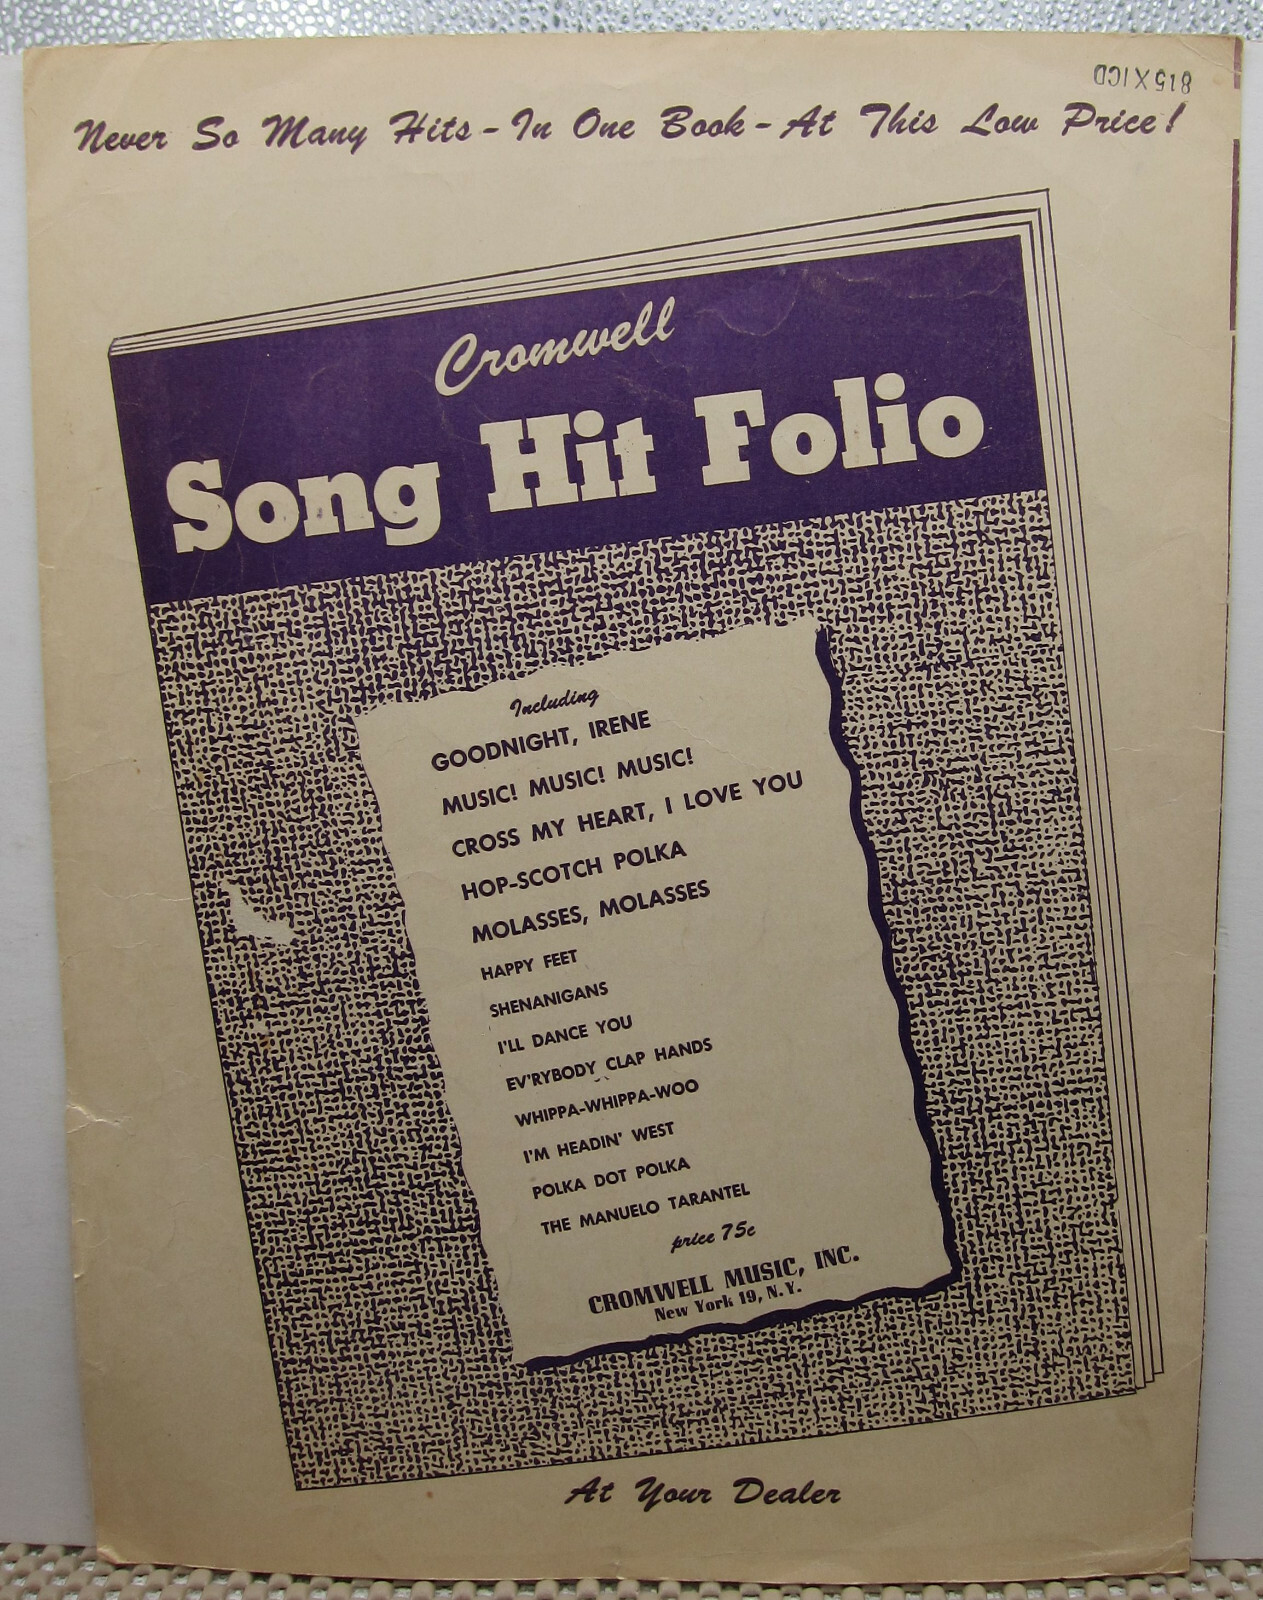 815 X 1CD
Never So Many Hits - In One Book - At This Low Price!
Cromwell
Song Hit Folio
Including
GOODNIGHT, IRENE
MUSIC! MUSIC! MUSIC!
CROSS MY HEART, I LOVE YOU
HOP-SCOTCH POLKA
MOLASSES, MOLASSES
HAPPY FEET
SHENANIGANS
I'LL DANCE YOU
EV'RYBODY CLAP HANDS
WHIPPA-WHIPPA-WOO
I'M HEADIN' WEST
POLKA DOT POLKA
THE MANUELO TARANTEL
price 75c
CROMWELL MUSIC, INC.
New York 19, N.Y.
At Your Dealer